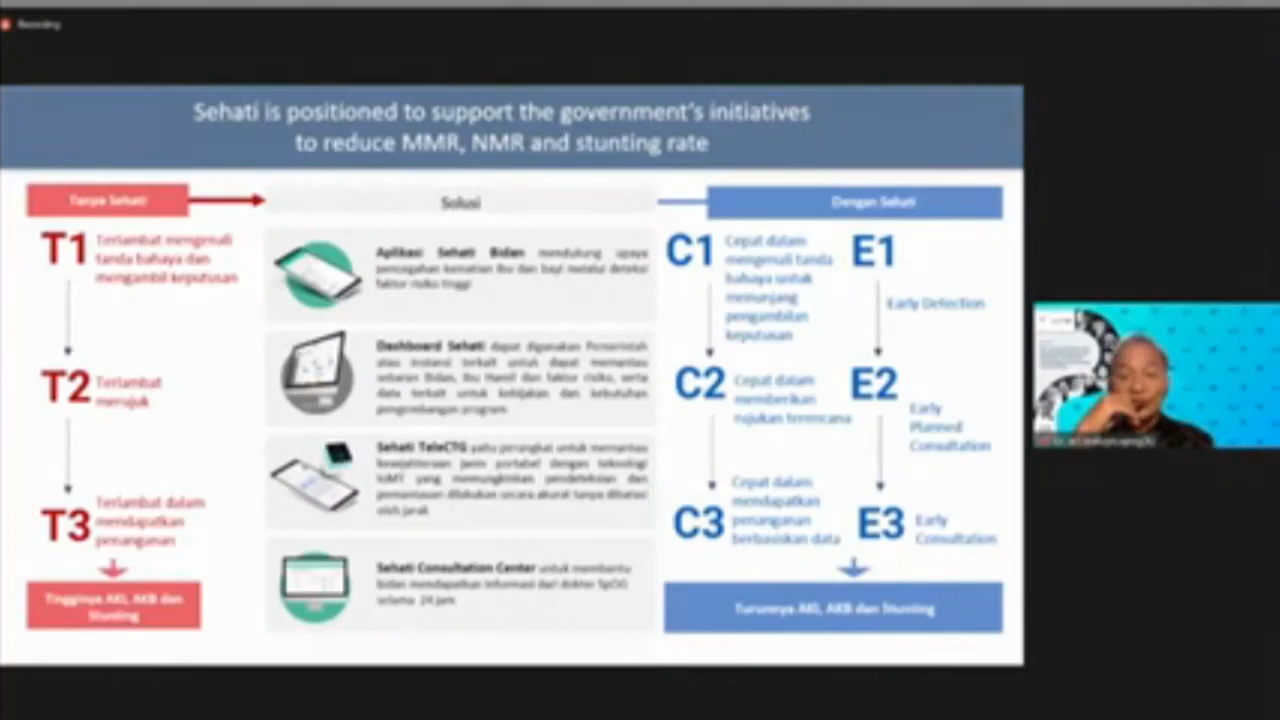 Recording
Sehati is positioned to support the government's initiatives
to reduce MMR, NMR and stunting rate
Tanpa Sehati
Solusi
Dengan Sehati
T1
Terlambat mengenali
tanda bahaya dan
mengambil keputusan
T2
Terlambat
merujuk
T3
Terlambat dalam
mendapatkan
penanganan
Tingginya AKI, AKB dan
Stunting
Aplikasi Sehati Bidan mendukung upaya
pencegahan kematian ibu dan bayi melalui deteksi
faktor risiko tinggi
Dashboard Sehati dapat digunakan Pemerintah
atau instansi terkait untuk dapat memantau
sebaran Bidan, Ibu Hamil dan faktor risiko, serta
data terkait untuk kebijakan dan kebutuhan
pengembangan program.
Sehati TeleCTG yaitu perangkat untuk memantau
kesejahteraan janin portabel dengan teknologi
IoMT yang memungkinkan pendeteksian dan
pemantauan dilakukan secara akurat tanpa dibatasi
oleh jarak
Sehati Consultation Center untuk membantu
bidan mendapatkan informasi dari dokter SpOG
selama 24 jam
C1
Cepat dalam
mengenali tanda
bahaya untuk
menunjang
pengambilan
keputusan
E1
Early Detection
C2
Cepat dalam
memberikan
rujukan terencana
E2
Early
Planned
Consultation
C3
Cepat dalam
mendapatkan
penanganan
berbasiskan data
E3
Early
Consultation
Turunnya AKI, AKB dan Stunting